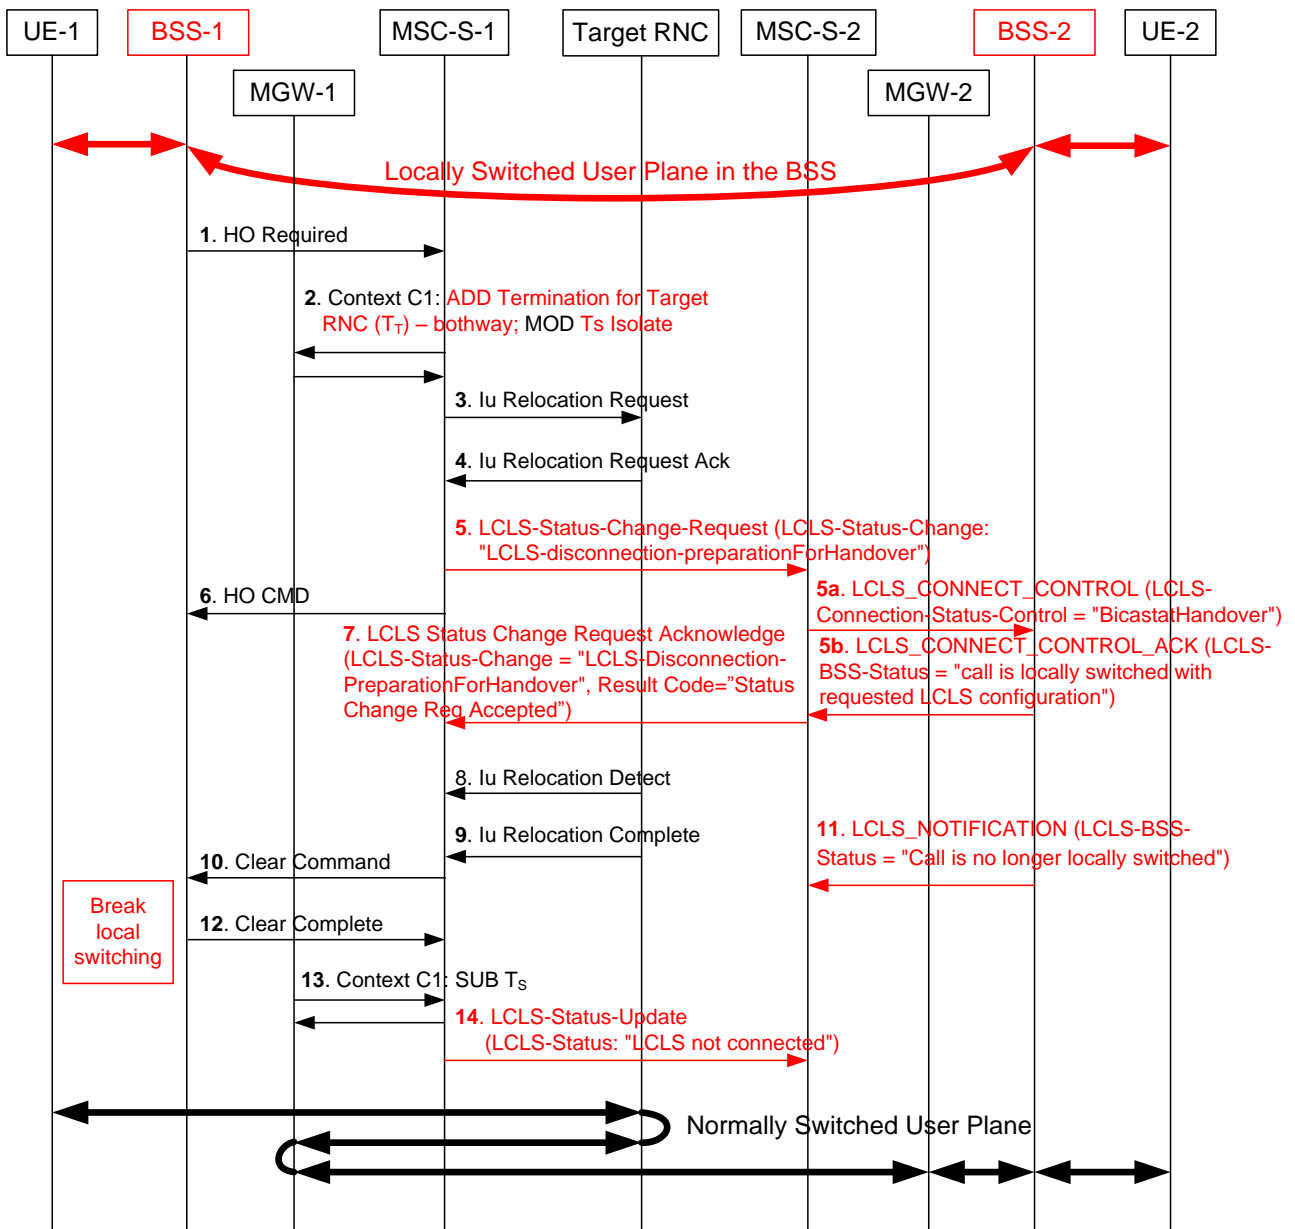 UE-1
BSS-1
MSC-S-1
Target RNC
MSC-S-2
BSS-2
UE-2
MGW-1
MGW-2
Locally Switched User Plane in the BSS
1. HO Required
2. Context C1: ADD Termination for Target
RNC (TT) – bothway; MOD Ts Isolate
3. Iu Relocation Request
4. Iu Relocation Request Ack
5. LCLS-Status-Change-Request (LCLS-Status-Change:
"LCLS-disconnection-preparationForHandover")
5a. LCLS_CONNECT_CONTROL (LCLS-
Connection-Status-Control = "BicastatHandover")
6. HO CMD
7. LCLS Status Change Request Acknowledge
(LCLS-Status-Change = "LCLS-Disconnection-
PreparationForHandover", Result Code=”Status
Change Req Accepted”)
5b. LCLS_CONNECT_CONTROL_ACK (LCLS-
BSS-Status = "call is locally switched with
requested LCLS configuration")
8. Iu Relocation Detect
9. Iu Relocation Complete
11. LCLS_NOTIFICATION (LCLS-BSS-
Status = "Call is no longer locally switched")
10. Clear Command
Break
local
switching
12. Clear Complete
13. Context C1: SUB TS
14. LCLS-Status-Update
(LCLS-Status: "LCLS not connected")
Normally Switched User Plane